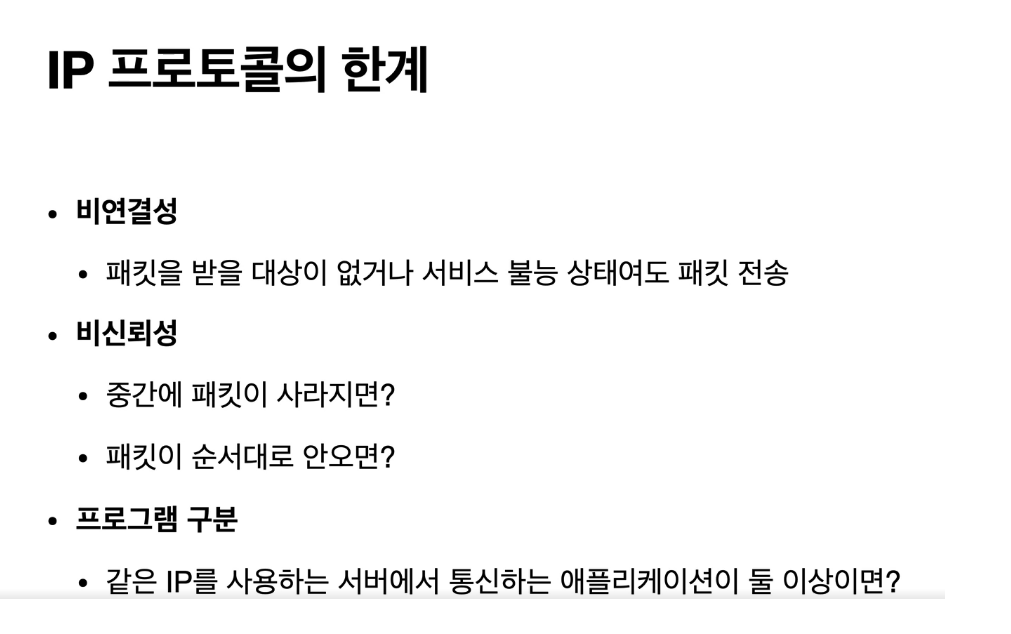 IP 프로토콜의 한계
• 비연결성
• 패킷을 받을 대상이 없거나 서비스 불능 상태여도 패킷 전송
• 비신뢰성
• 중간에 패킷이 사라지면?
• 패킷이 순서대로 안오면?
• 프로그램 구분
• 같은 IP를 사용하는 서버에서 통신하는 애플리케이션이 둘 이상이면?